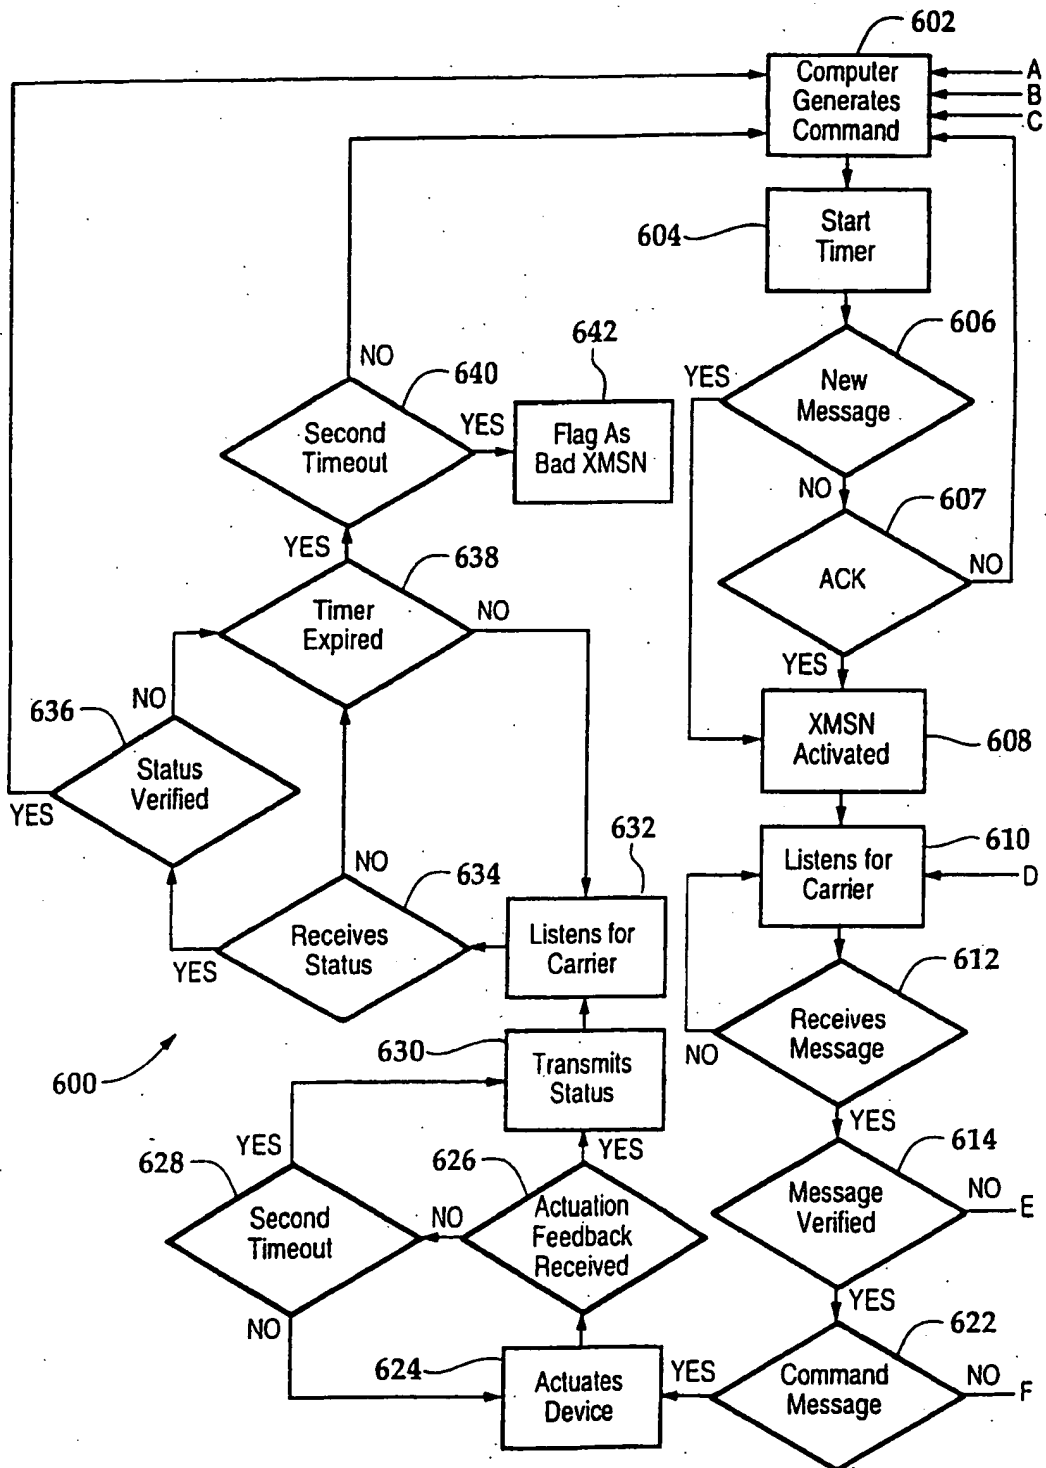 602
Computer
Generates
Command
A
B
C
604
Start
Timer
606
YES
New
Message
NO
607
ACK
NO
YES
XMSN
Activated
608
610
Listens for
Carrier
D
612
Receives
Message
NO
YES
614
Message
Verified
NO
E
YES
622
Command
Message
NO
F
YES
624
Actuates
Device
626
Actuation
Feedback
Received
YES
NO
628
Second
Timeout
YES
NO
630
Transmits
Status
632
Listens for
Carrier
634
Receives
Status
NO
YES
636
Status
Verified
NO
YES
638
Timer
Expired
NO
YES
640
Second
Timeout
NO
YES
642
Flag As
Bad XMSN
600